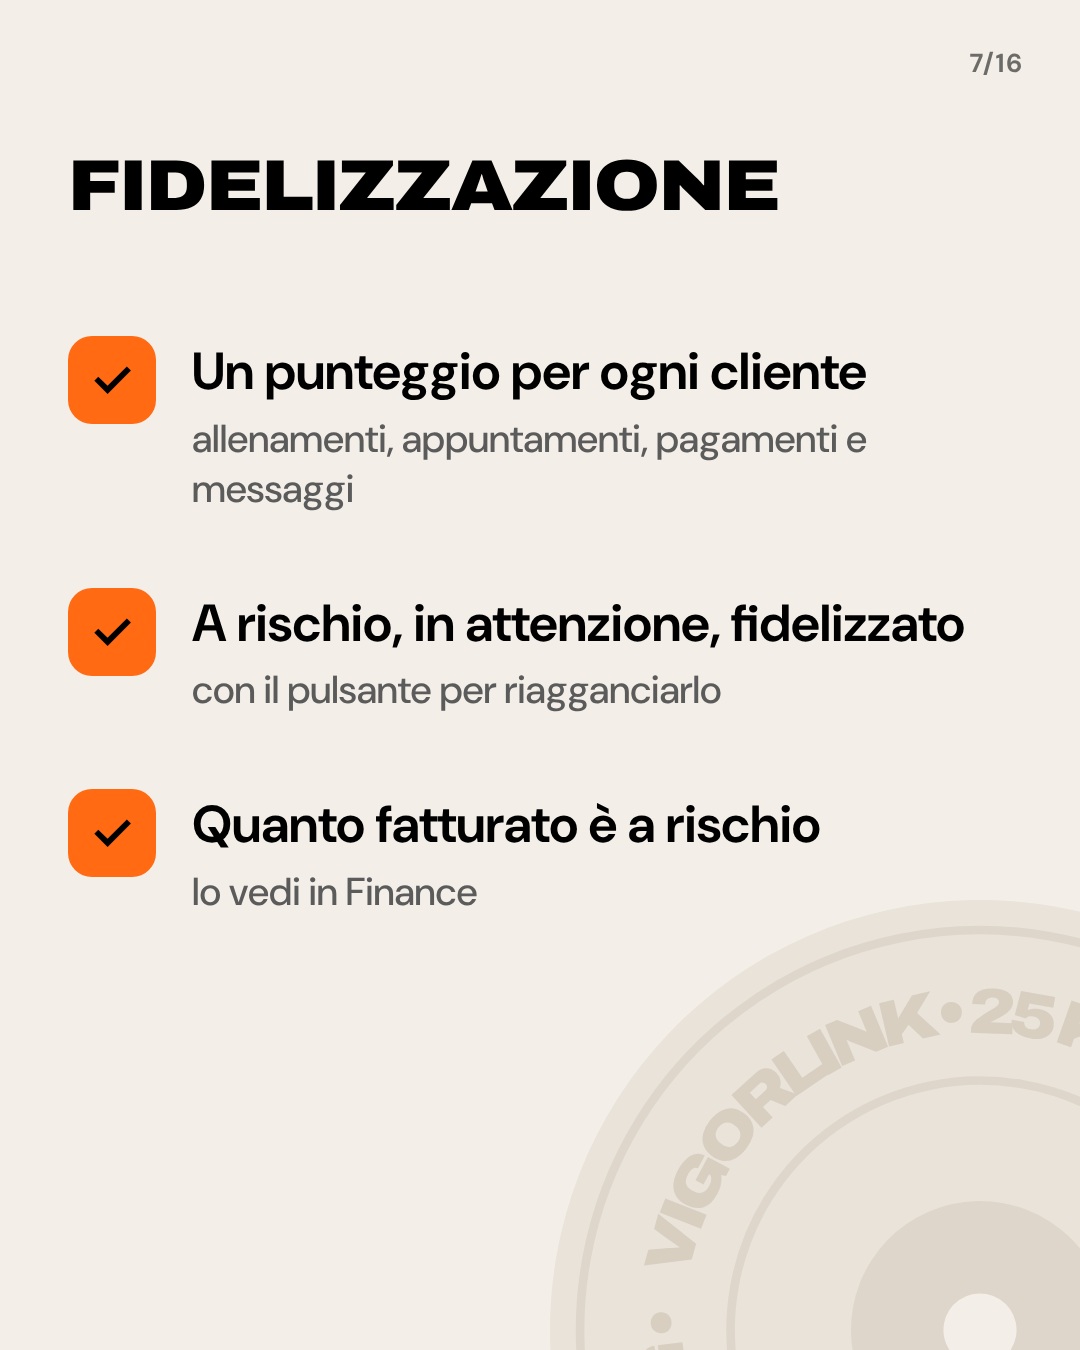 7/16
FIDELIZZAZIONE
Un punteggio per ogni cliente
allenamenti, appuntamenti, pagamenti e
messaggi
A rischio, in attenzione, fidelizzato
con il pulsante per riagganciarlo
Quanto fatturato è a rischio
lo vedi in Finance
VIGORLINK • 25